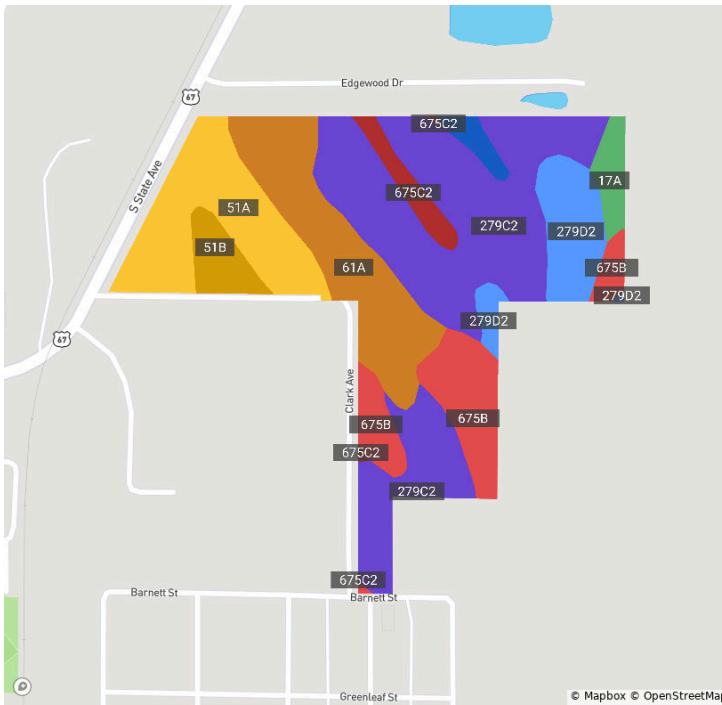 Edgewood Dr
67
675C2
S State Ave
17A
675C2
51A
279C2
279D2
51B
61A
675B
279D2
279D2
67
Clark Ave
675B
675B
675C2
279C2
675C2
Barnett St
Barnett St
Greenleaf St
© Mapbox © OpenStreetMap